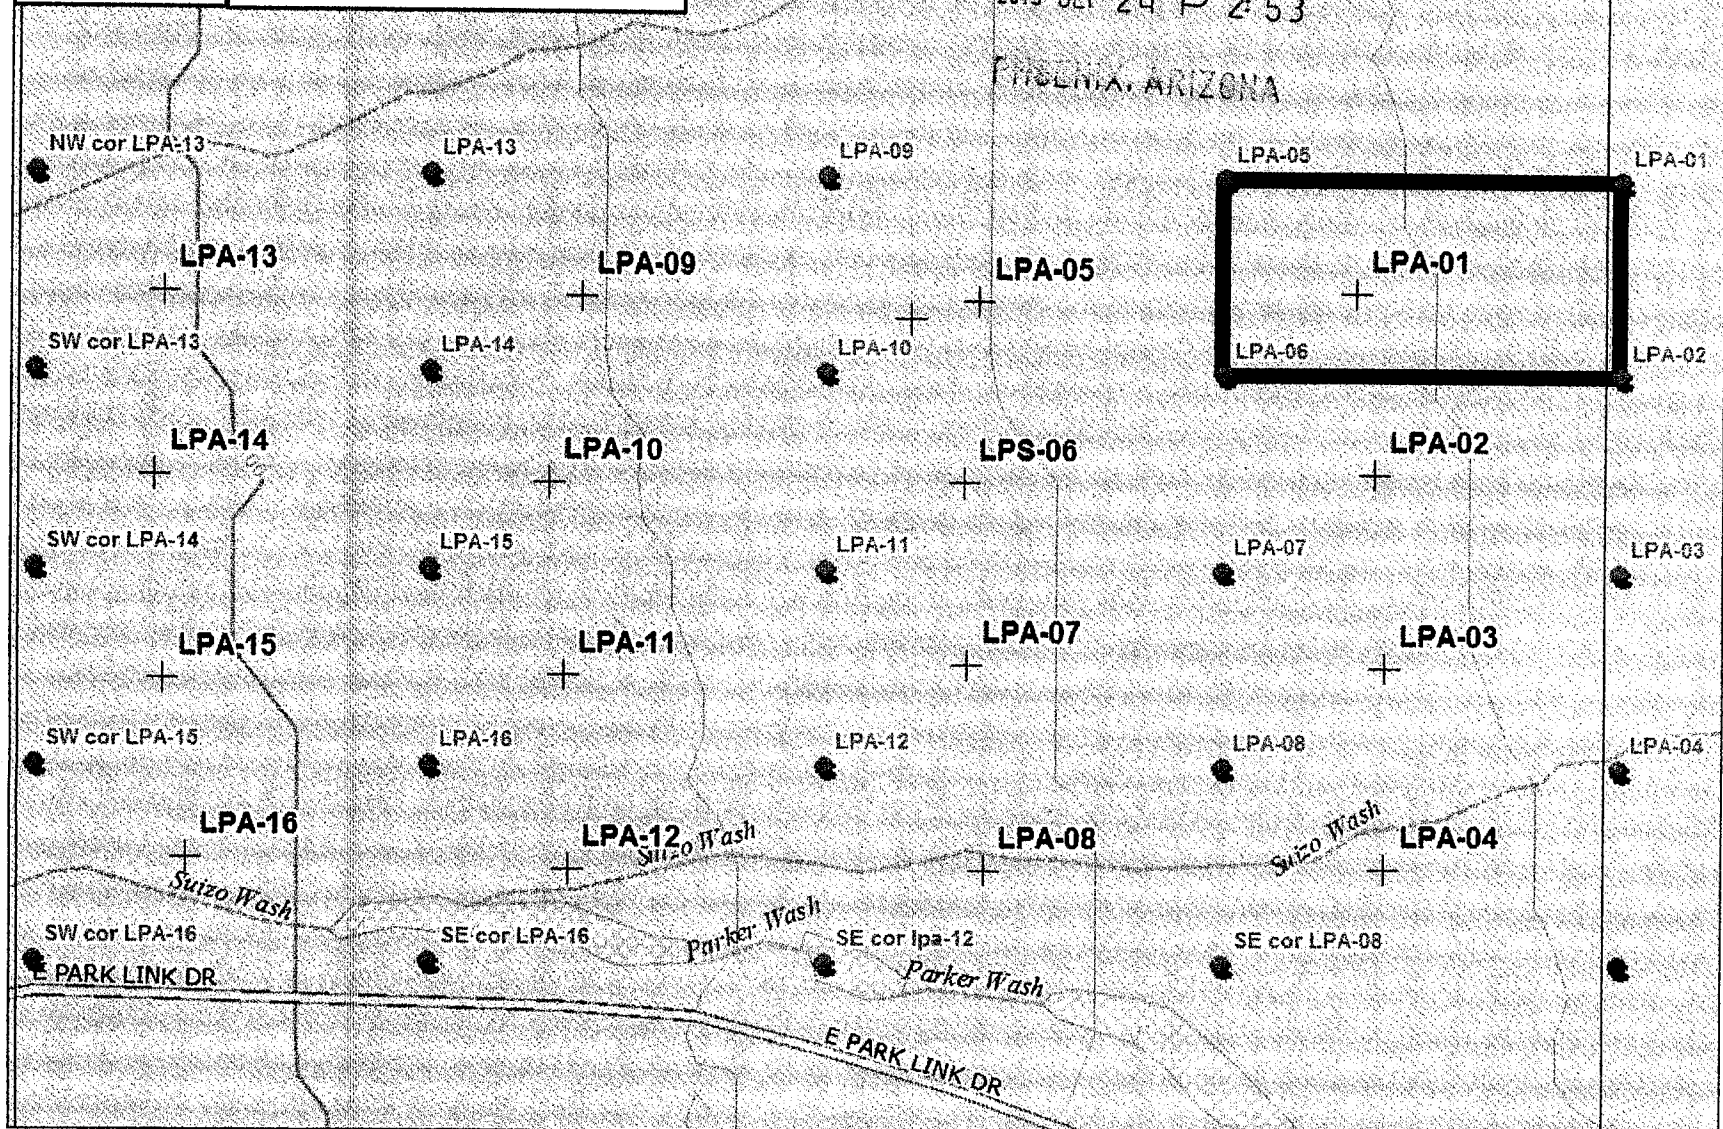 24 P 2:53
PHOENIX, ARIZONA
NW cor LPA-13
LPA-13
LPA-09
LPA-05
LPA-01
LPA-13
LPA-09
LPA-05
LPA-01
SW cor LPA-13
LPA-14
LPA-10
LPA-06
LPA-02
LPA-14
LPA-10
LPS-06
LPA-02
SW cor LPA-14
LPA-15
LPA-11
LPA-07
LPA-03
LPA-15
LPA-11
LPA-07
LPA-03
SW cor LPA-15
LPA-16
LPA-12
LPA-08
LPA-04
LPA-16
LPA-12
LPA-08
LPA-04
Suizo Wash
Suizo Wash
Suizo Wash
Parker Wash
SW cor LPA-16
SE cor LPA-16
SE cor lpa-12
SE cor LPA-08
Parker Wash
E PARK LINK DR
E PARK LINK DR